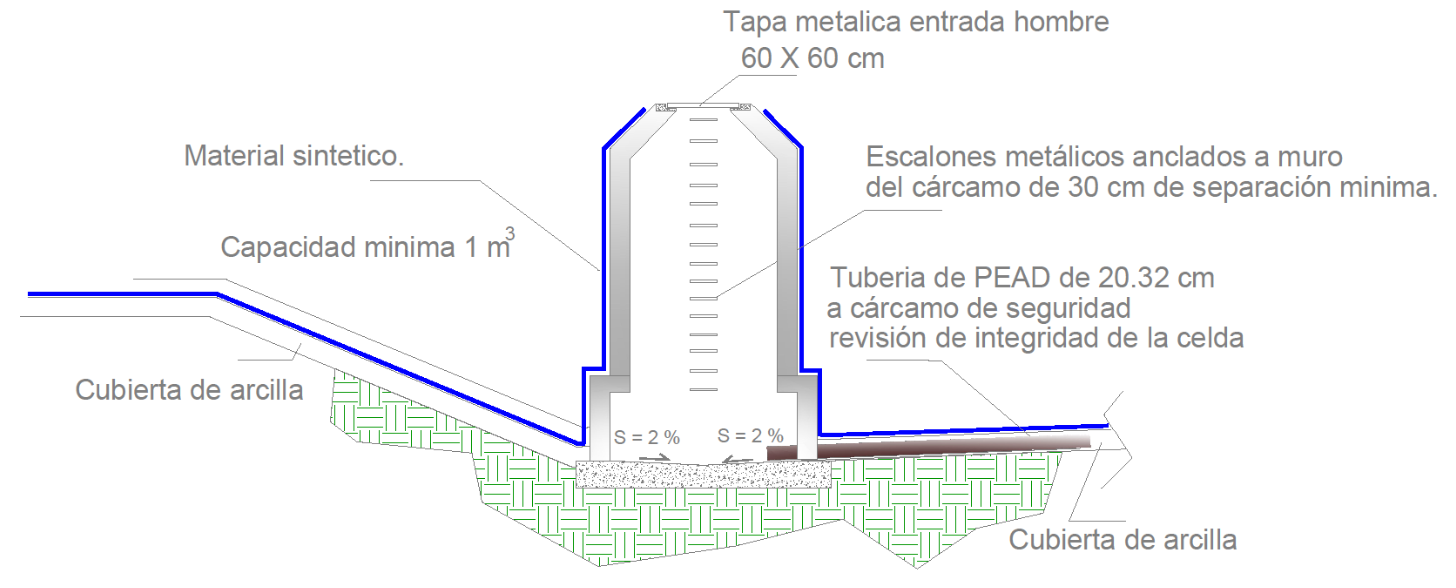 Tapa metalica entrada hombre
60 X 60 cm
Material sintetico.
Escalones metálicos anclados a muro
del cárcamo de 30 cm de separación minima.
Capacidad minima 1 m³
Tuberia de PEAD de 20.32 cm
a cárcamo de seguridad
revisión de integridad de la celda
Cubierta de arcilla
S = 2 %
S = 2 %
Cubierta de arcilla